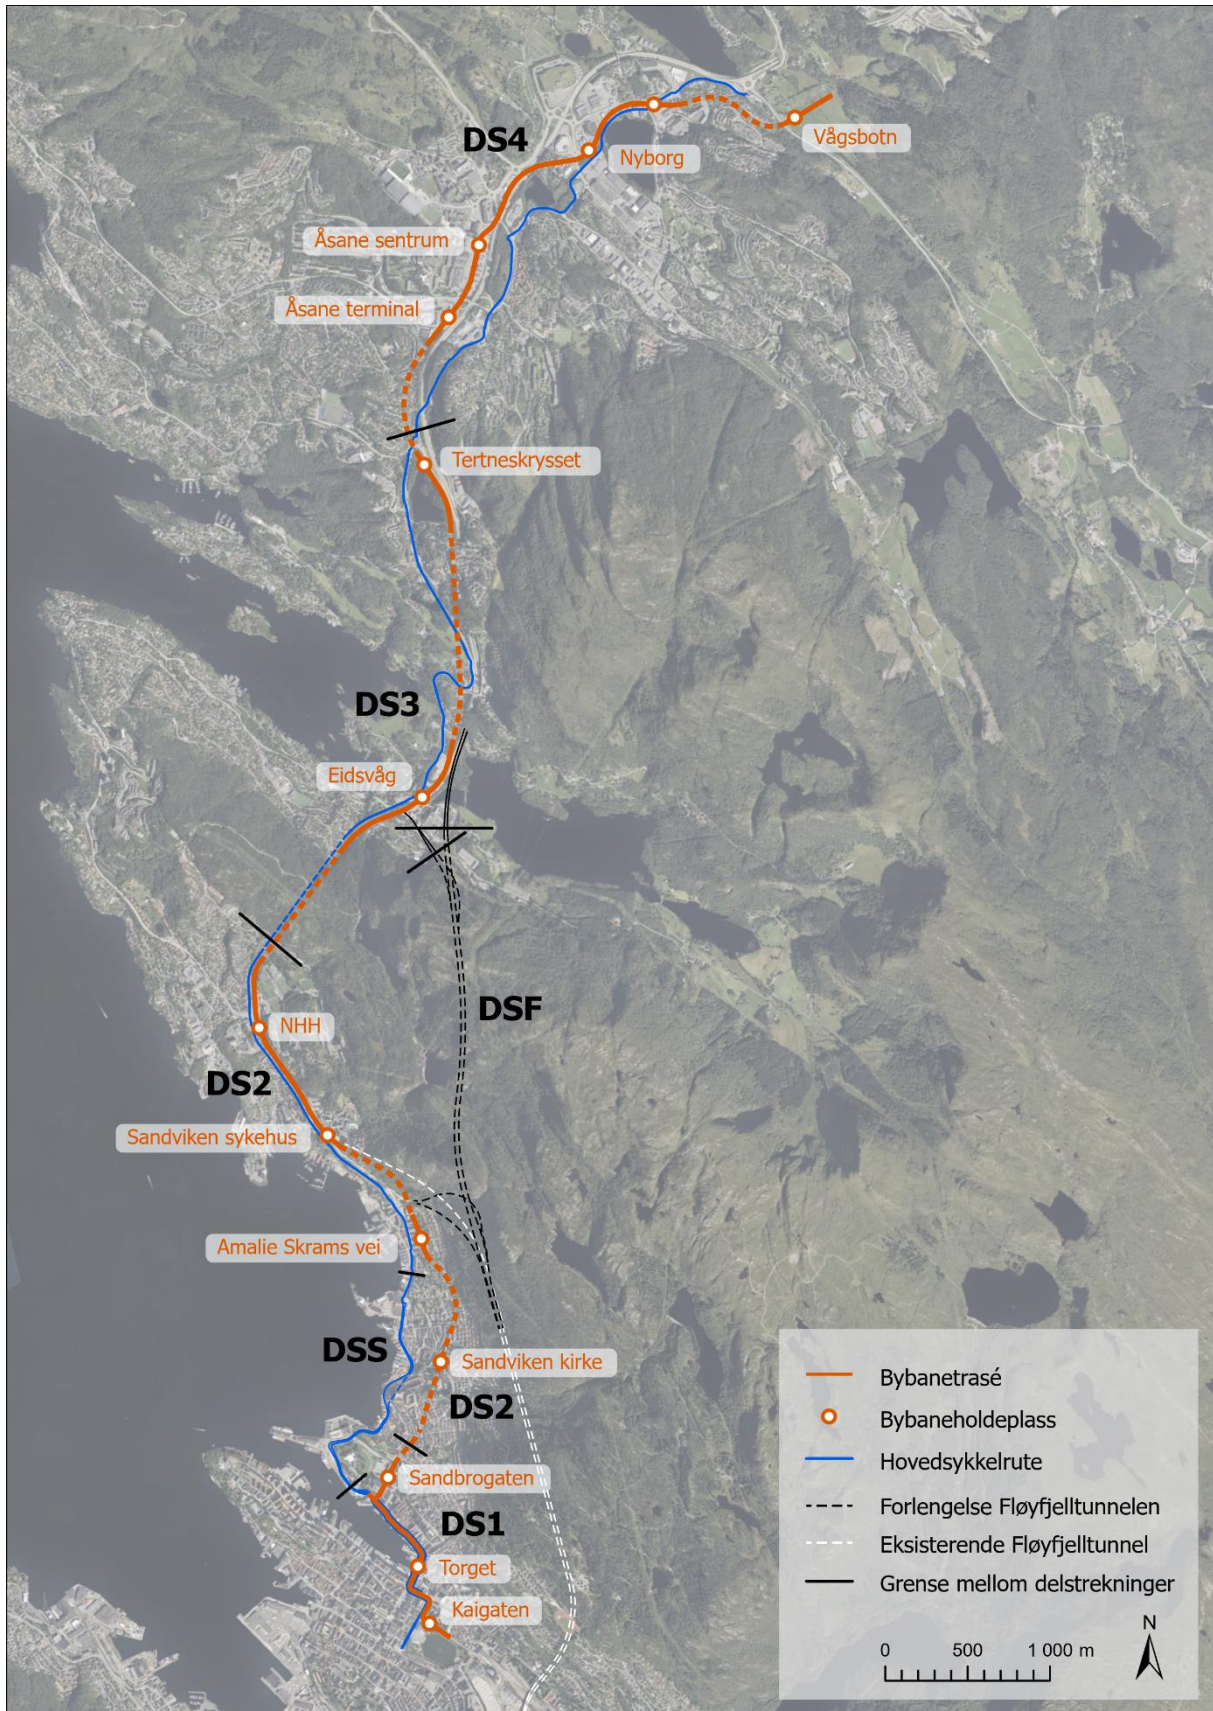 DS4
Vågsbotn
Nyborg
Åsane sentrum
Åsane terminal
Tertneskrysset
DS3
Eidsvåg
DSF
NHH
DS2
Sandviken sykehus
Amalie Skrams vei
DSS
Sandviken kirke
DS2
Sandbrogaten
DS1
Torget
Kaigaten
Bybanetrasé
Bybaneholdeplass
Hovedsykkelrute
Forlengelse Fløyfjelltunnelen
Eksisterende Fløyfjelltunnel
Grense mellom delstrekninger
N
0 500 1 000 m